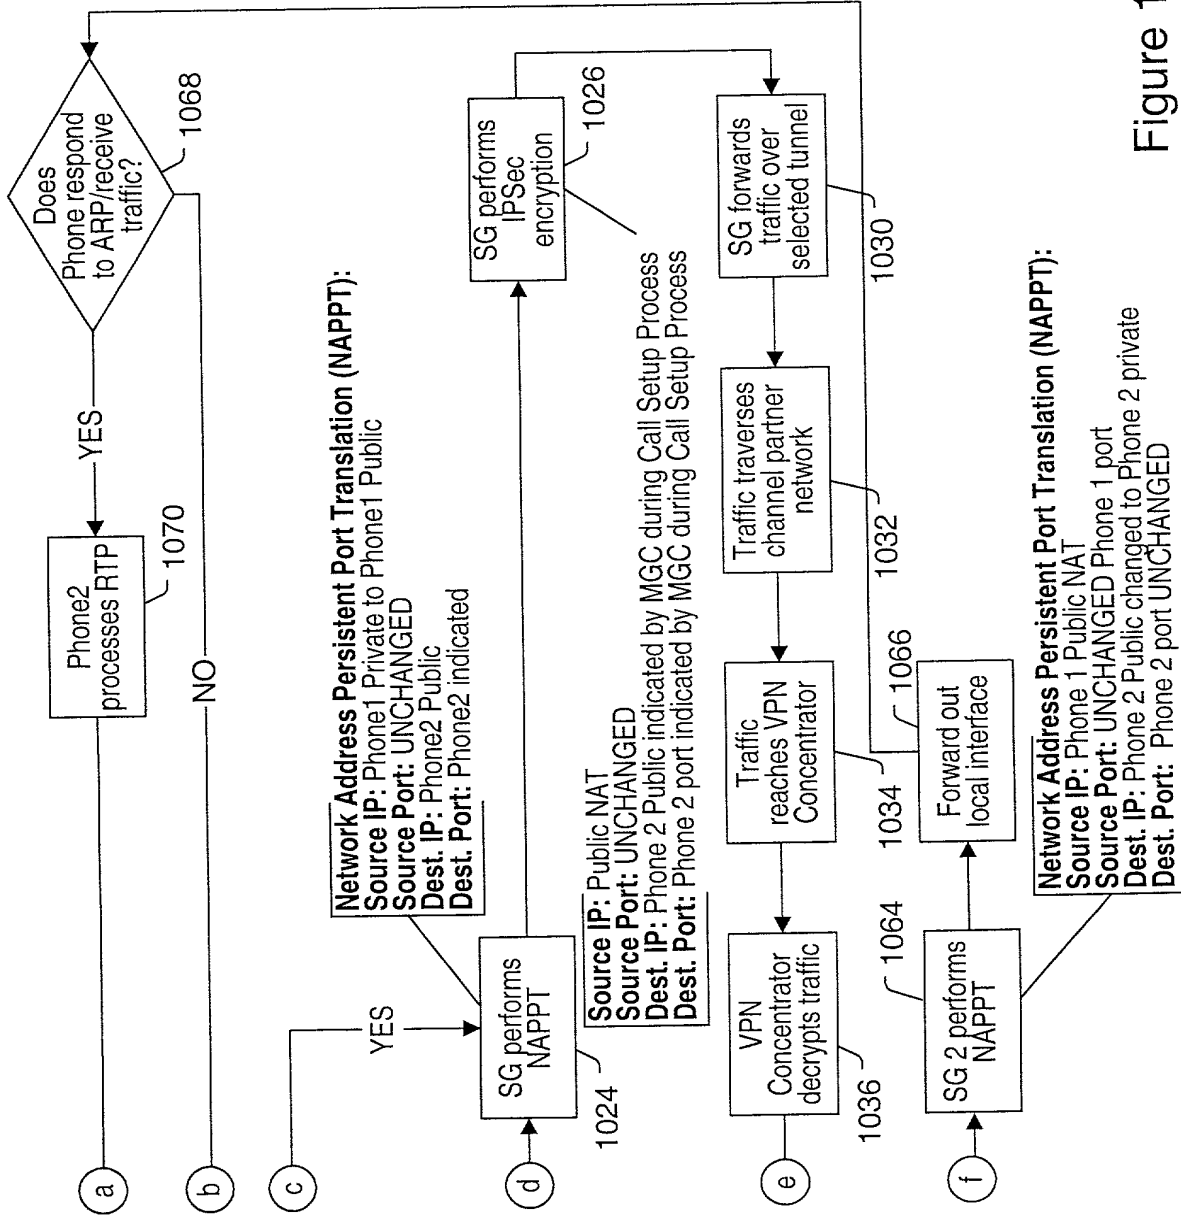 Does
Phone respond
to ARP/receive
traffic?
1068
YES
Phone2
processes RTP
1070
a
NO
b
c
YES
Network Address Persistent Port Translation (NAPPT):
Source IP: Phone1 Private to Phone1 Public
Source Port: UNCHANGED
Dest. IP: Phone2 Public
Dest. Port: Phone2 indicated
d
SG performs
NAPPT
1024
SG performs
IPSec
encryption
1026
Source IP: Public NAT
Source Port: UNCHANGED
Dest. IP: Phone 2 Public indicated by MGC during Call Setup Process
Dest. Port: Phone 2 port indicated by MGC during Call Setup Process
SG forwards
traffic over
selected tunnel
1030
Traffic traverses
channel partner
network
1032
Traffic
reaches VPN
Concentrator
1034
VPN
Concentrator
decrypts traffic
1036
e
f
SG 2 performs
NAPPT
1064
Forward out
local interface
1066
Network Address Persistent Port Translation (NAPPT):
Source IP: Phone 1 Public NAT
Source Port: UNCHANGED Phone 1 port
Dest. IP: Phone 2 Public changed to Phone 2 private
Dest. Port: Phone 2 port UNCHANGED
Figure 1